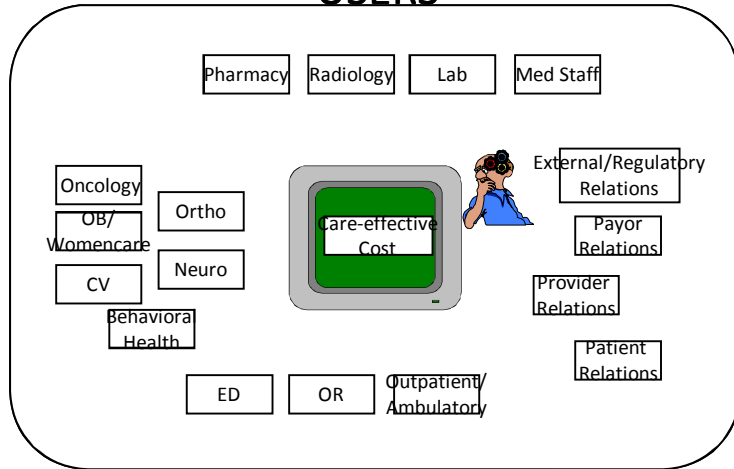 USERS
Pharmacy
Radiology
Lab
Med Staff
External/Regulatory
Relations
Oncology
OB/
Womencare
CV
Ortho
Neuro
Behavioral
Health
Care-effective
Cost
Payor
Relations
Provider
Relations
Patient
Relations
ED
OR
Outpatient/
Ambulatory